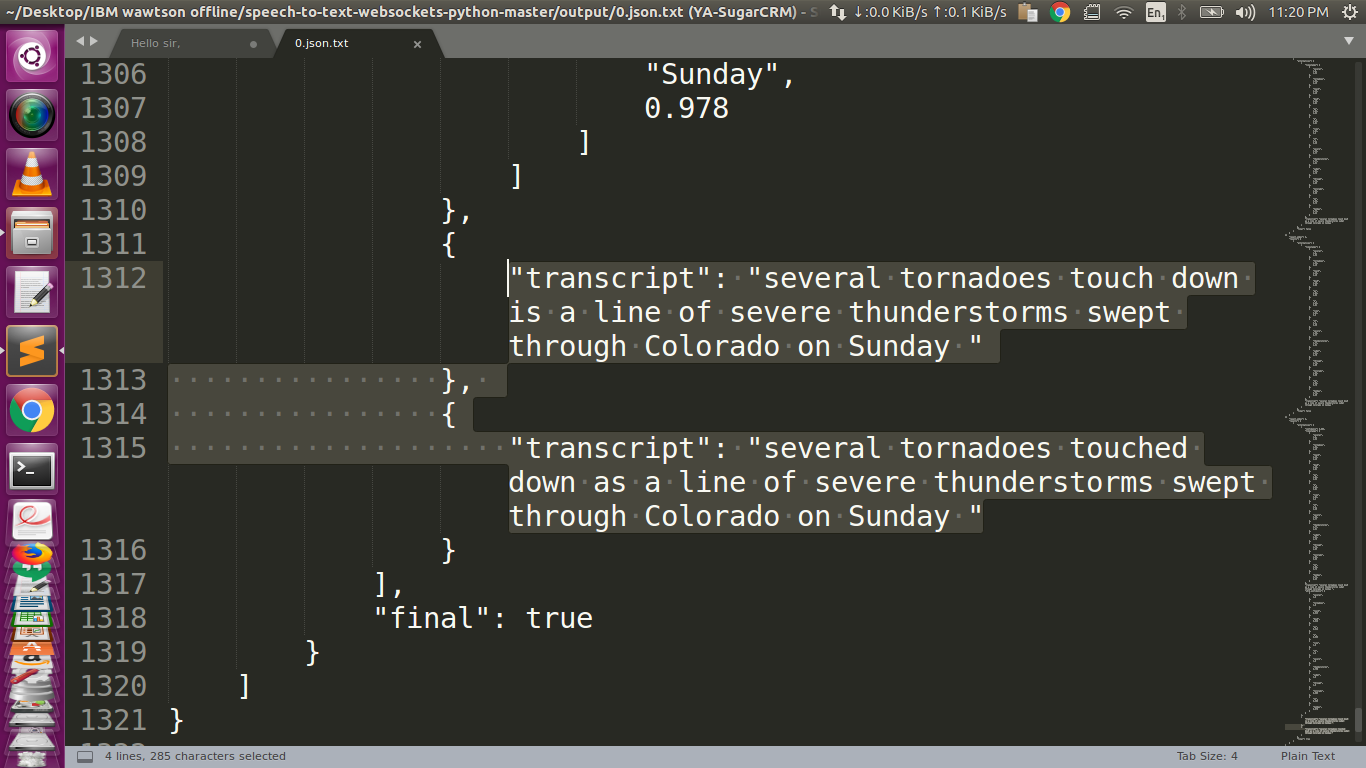 ~/Desktop/IBM wawtson offline/speech-to-text-websockets-python-master/output/0.json.txt (YA-SugarCRM) - S
↓:0.0 KiB/s ↑:0.1 KiB/s
En1
11:20 PM
Hello sir,
0.json.txt
1306 "Sunday",
1307 0.978
1308 ]
1309 ]
1310 },
1311 {
1312 "transcript": "several tornadoes touch down
is a line of severe thunderstorms swept
through Colorado on Sunday "
1313 },
1314 {
1315 "transcript": "several tornadoes touched
down as a line of severe thunderstorms swept
through Colorado on Sunday "
1316 }
1317 ],
1318 "final": true
1319 }
1320 ]
1321 }
4 lines, 285 characters selected
Tab Size: 4
Plain Text